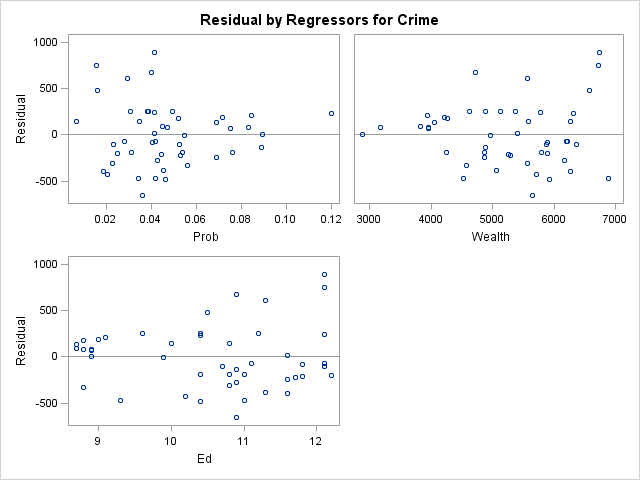 Residual by Regressors for Crime
1000
500
0
-500
Residual
0.02 0.04 0.06 0.08 0.10 0.12
Prob
3000 4000 5000 6000 7000
Wealth
1000
500
0
-500
Residual
9 10 11 12
Ed